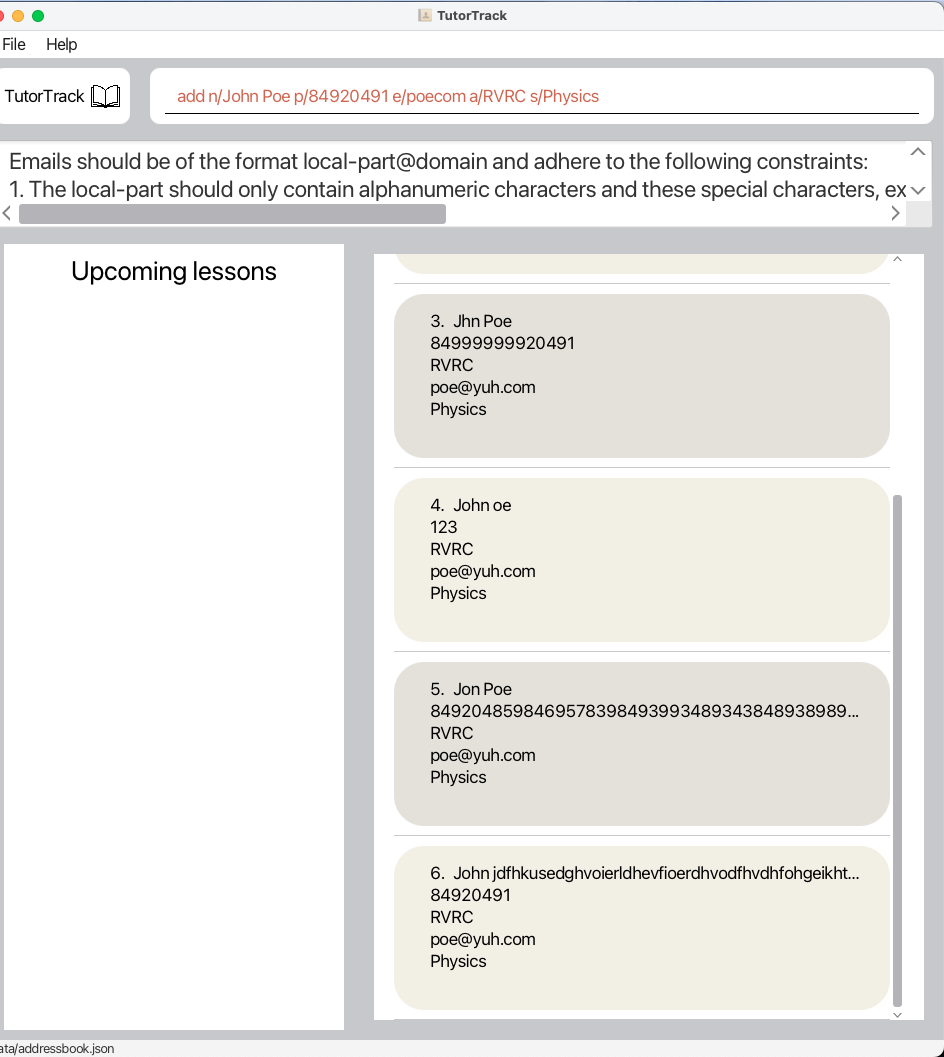 TutorTrack
File Help
TutorTrack
add n/John Poe p/84920491 e/poecom a/RVRC s/Physics
Emails should be of the format local-part@domain and adhere to the following constraints:
1. The local-part should only contain alphanumeric characters and these special characters, ex
Upcoming lessons
3. Jhn Poe
84999999920491
RVRC
poe@yuh.com
Physics
4. John oe
123
RVRC
poe@yuh.com
Physics
5. Jon Poe
8492048598469578398493993489343848938989...
RVRC
poe@yuh.com
Physics
6. John jdfhkusedghvoierldhevfioerdhvodfhvdhfohgeikht...
84920491
RVRC
poe@yuh.com
Physics
ata/addressbook.json